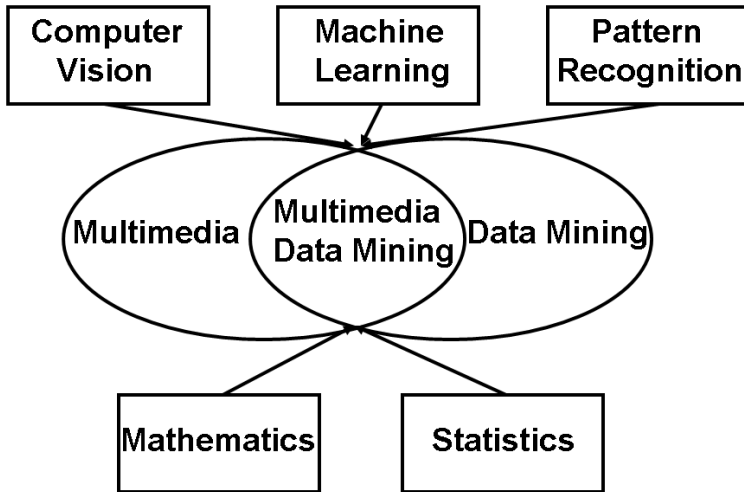 Computer
Vision
Machine
Learning
Pattern
Recognition
Multimedia
Multimedia
Data Mining
Data Mining
Mathematics
Statistics